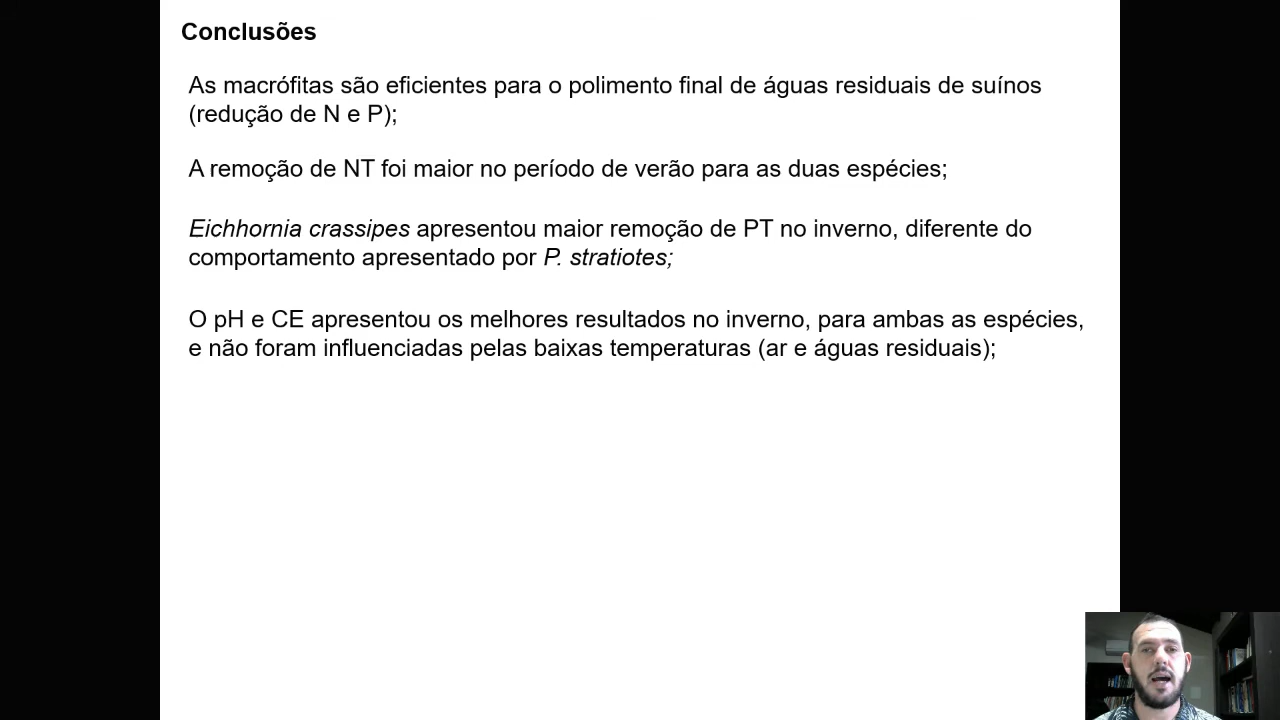 Conclusões
As macrófitas são eficientes para o polimento final de águas residuais de suínos
(redução de N e P);
A remoção de NT foi maior no período de verão para as duas espécies;
Eichhornia crassipes apresentou maior remoção de PT no inverno, diferente do
comportamento apresentado por P. stratiotes;
O pH e CE apresentou os melhores resultados no inverno, para ambas as espécies,
e não foram influenciadas pelas baixas temperaturas (ar e águas residuais);